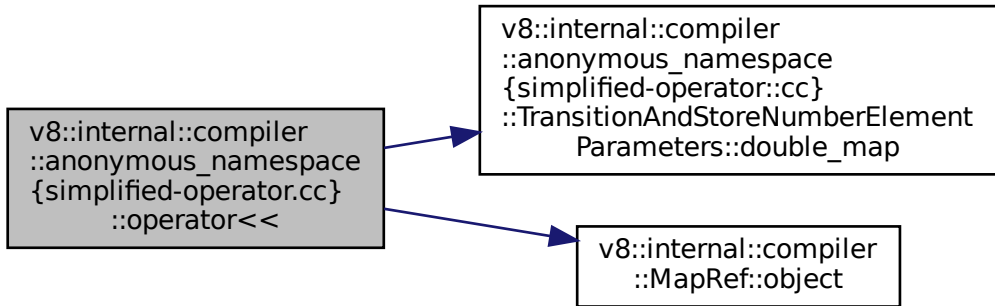 v8::internal::compiler
::anonymous_namespace
{simplified-operator.cc}
::operator<<
v8::internal::compiler
::anonymous_namespace
{simplified-operator::cc}
::TransitionAndStoreNumberElement
Parameters::double_map
v8::internal::compiler
::MapRef::object